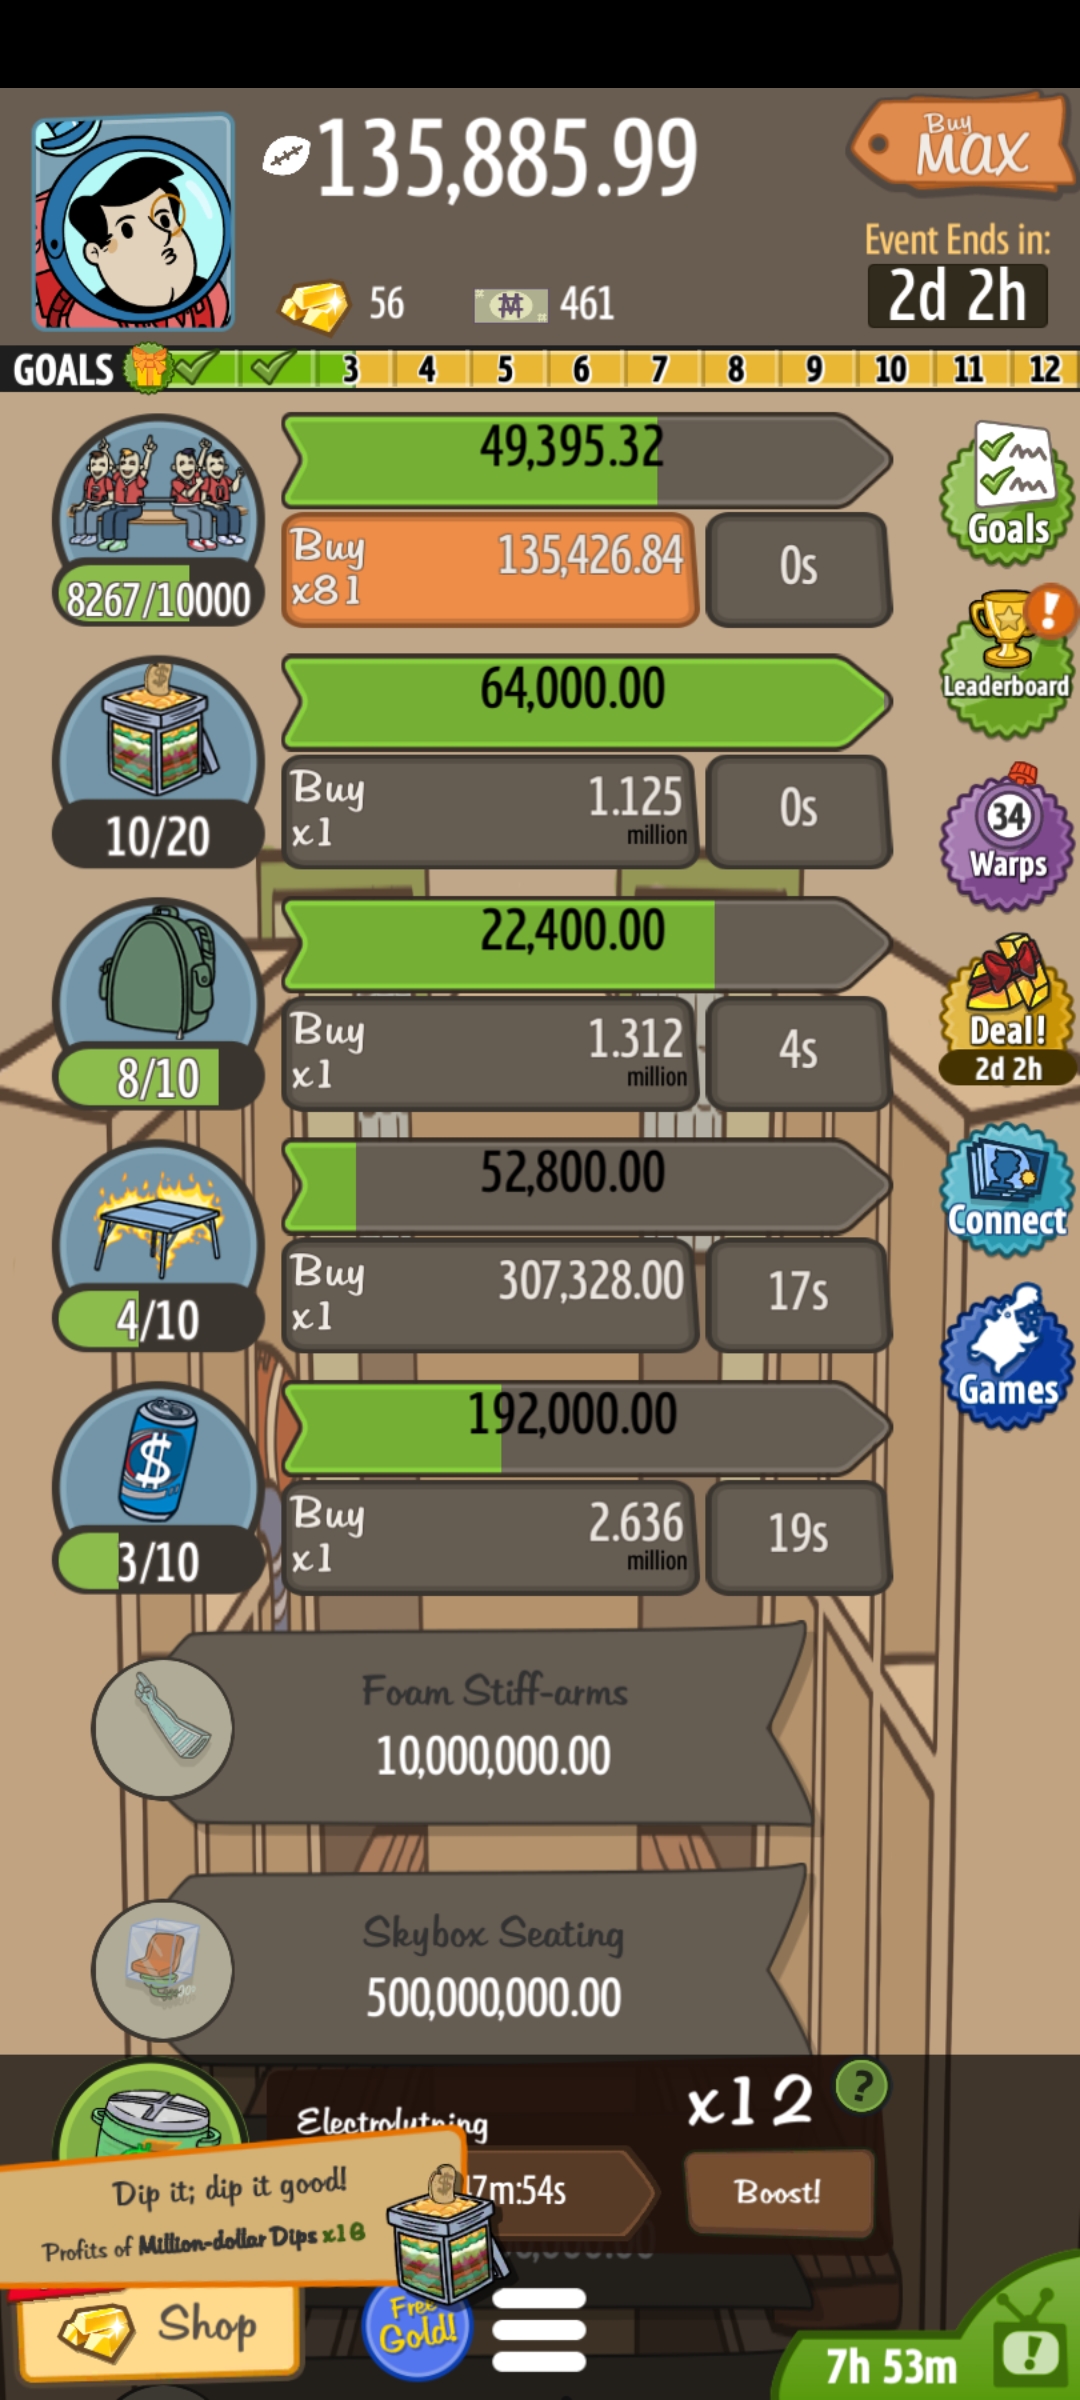 135,885.99
Buy
MAX
Event Ends in:
2d 2h
56
461
GOALS 3 4 5 6 7 8 9 10 11 12
49,395.32
Buy
x81
135,426.84
0s
8267/10000
Goals
64,000.00
Leaderboard
Buy
x1
1.125
million
0s
10/20
34
Warps
22,400.00
Buy
x1
1.312
million
4s
8/10
Deal!
2d 2h
52,800.00
Buy
x1
307,328.00
17s
4/10
Connect
192,000.00
Buy
x1
2.636
million
19s
3/10
Games
Foam Stiff-arms
10,000,000.00
Skybox Seating
500,000,000.00
x12
?
7m:54s
Boost!
Dip it; dip it good!
Profits of Million-dollar Dips x16
Shop
Free
Gold!
7h 53m